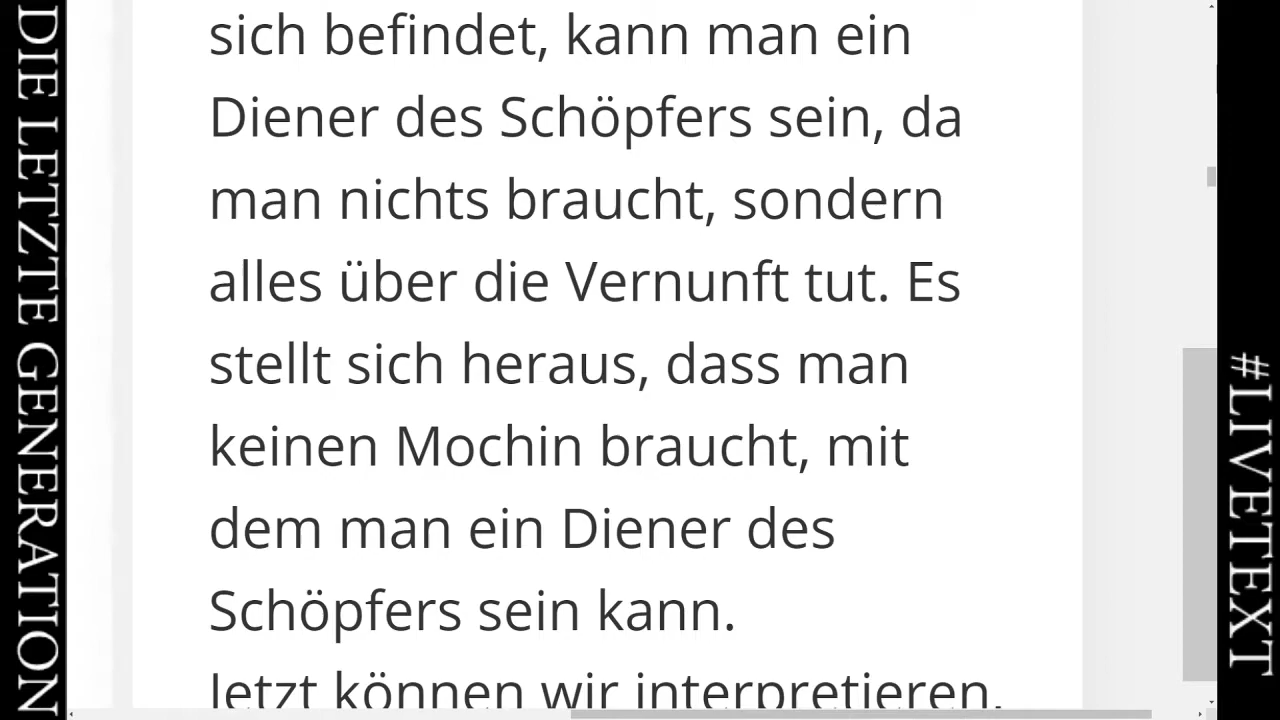 DIE LETZTE GENERATION
sich befindet, kann man ein
Diener des Schöpfers sein, da
man nichts braucht, sondern
alles über die Vernunft tut. Es
stellt sich heraus, dass man
keinen Mochin braucht, mit
dem man ein Diener des
Schöpfers sein kann.
Jetzt können wir interpretieren,
#LIVETEXT